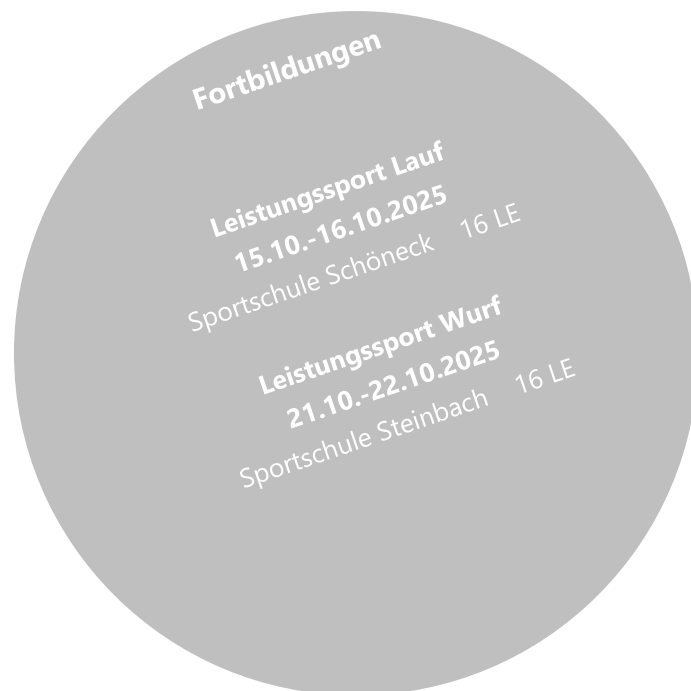 Fortbildungen
Leistungssport Lauf
15.10.-16.10.2025
Sportschule Schöneck 16 LE
Leistungssport Wurf
21.10.-22.10.2025
Sportschule Steinbach 16 LE